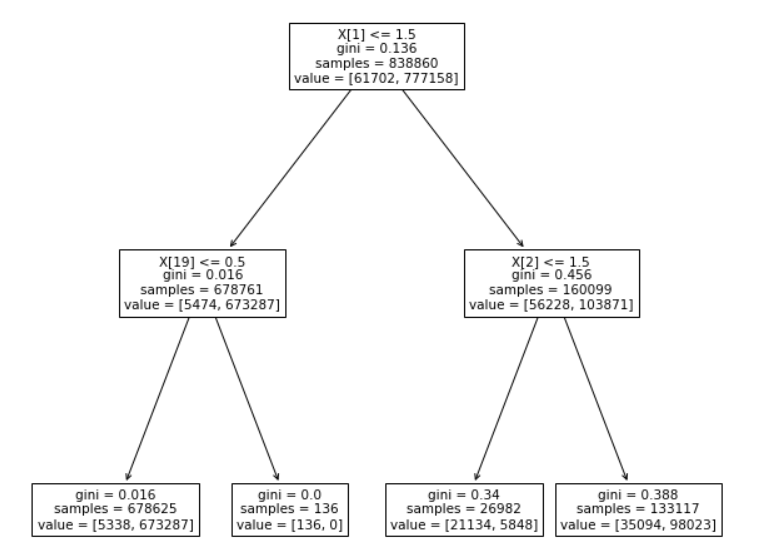 X[1] <= 1.5
gini = 0.136
samples = 838860
value = [61702, 777158]
X[19] <= 0.5
gini = 0.016
samples = 678761
value = [5474, 673287]
X[2] <= 1.5
gini = 0.456
samples = 160099
value = [56228, 103871]
gini = 0.016
samples = 678625
value = [5338, 673287]
gini = 0.0
samples = 136
value = [136, 0]
gini = 0.34
samples = 26982
value = [21134, 5848]
gini = 0.388
samples = 133117
value = [35094, 98023]